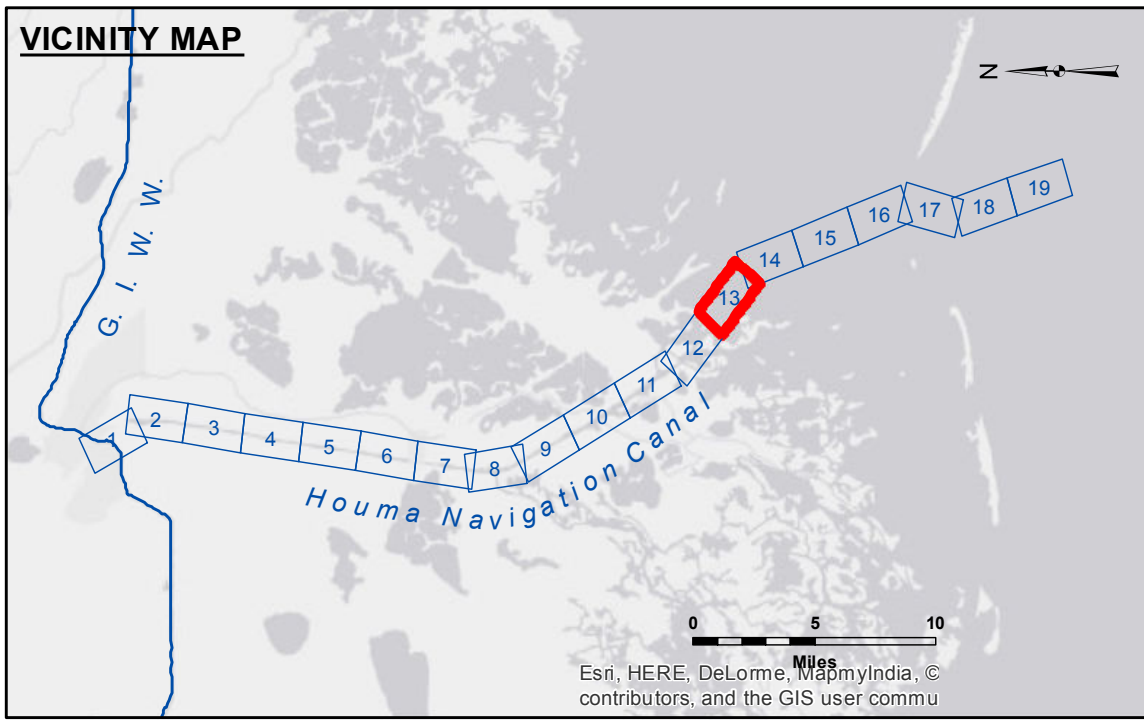 VICINITY MAP
N
G. I. W. W.
1
2
3
4
5
6
7
8
9
10
11
12
13
14
15
16
17
18
19
Houma Navigation Canal
0 5 10
Miles
Esri, HERE, DeLorme, MapmyIndia, ©
contributors, and the GIS user commu